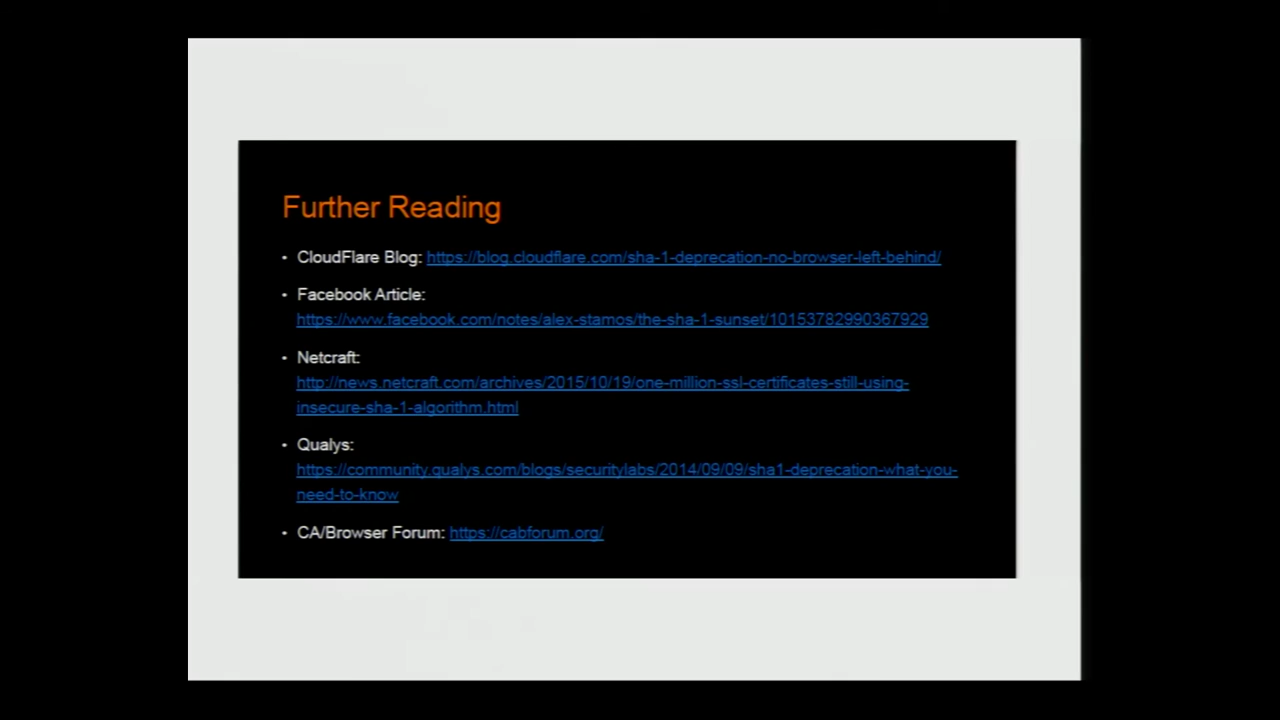 Further Reading
• CloudFlare Blog: https://blog.cloudflare.com/sha-1-deprecation-no-browser-left-behind/
• Facebook Article:
https://www.facebook.com/notes/alex-stamos/the-sha-1-sunset/10153782990367929
• Netcraft:
http://news.netcraft.com/archives/2015/10/19/one-million-ssl-certificates-still-using-
insecure-sha-1-algorithm.html
• Qualys:
https://community.qualys.com/blogs/securitylabs/2014/09/09/sha1-deprecation-what-you-
need-to-know
• CA/Browser Forum: https://cabforum.org/